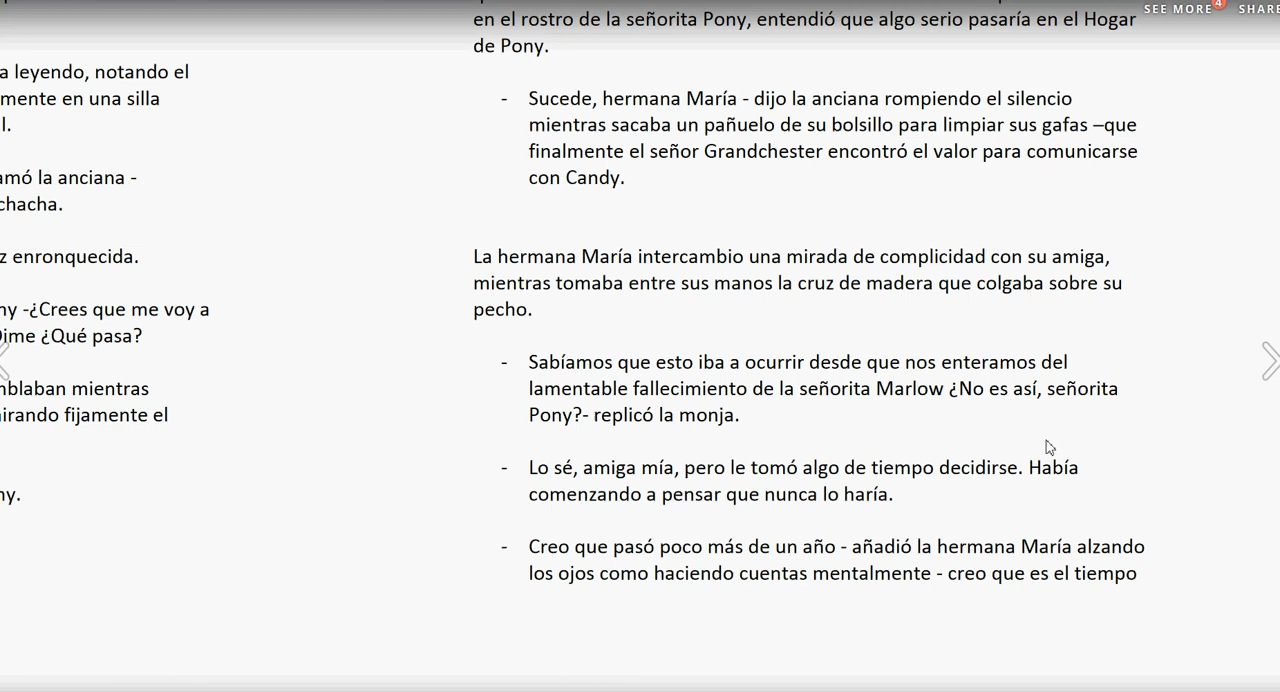 SEE MORE 4 SHARE
a leyendo, notando el
mente en una silla
l.
amó la anciana -
chacha.
z enronquecida.
ny -¿Crees que me voy a
Dime ¿Qué pasa?
mblaban mientras
irando fijamente el
ny.
en el rostro de la señorita Pony, entendió que algo serio pasaría en el Hogar
de Pony.
- Sucede, hermana María - dijo la anciana rompiendo el silencio
mientras sacaba un pañuelo de su bolsillo para limpiar sus gafas –que
finalmente el señor Grandchester encontró el valor para comunicarse
con Candy.
La hermana María intercambio una mirada de complicidad con su amiga,
mientras tomaba entre sus manos la cruz de madera que colgaba sobre su
pecho.
- Sabíamos que esto iba a ocurrir desde que nos enteramos del
lamentable fallecimiento de la señorita Marlow ¿No es así, señorita
Pony?- replicó la monja.
- Lo sé, amiga mía, pero le tomó algo de tiempo decidirse. Había
comenzando a pensar que nunca lo haría.
- Creo que pasó poco más de un año - añadió la hermana María alzando
los ojos como haciendo cuentas mentalmente - creo que es el tiempo